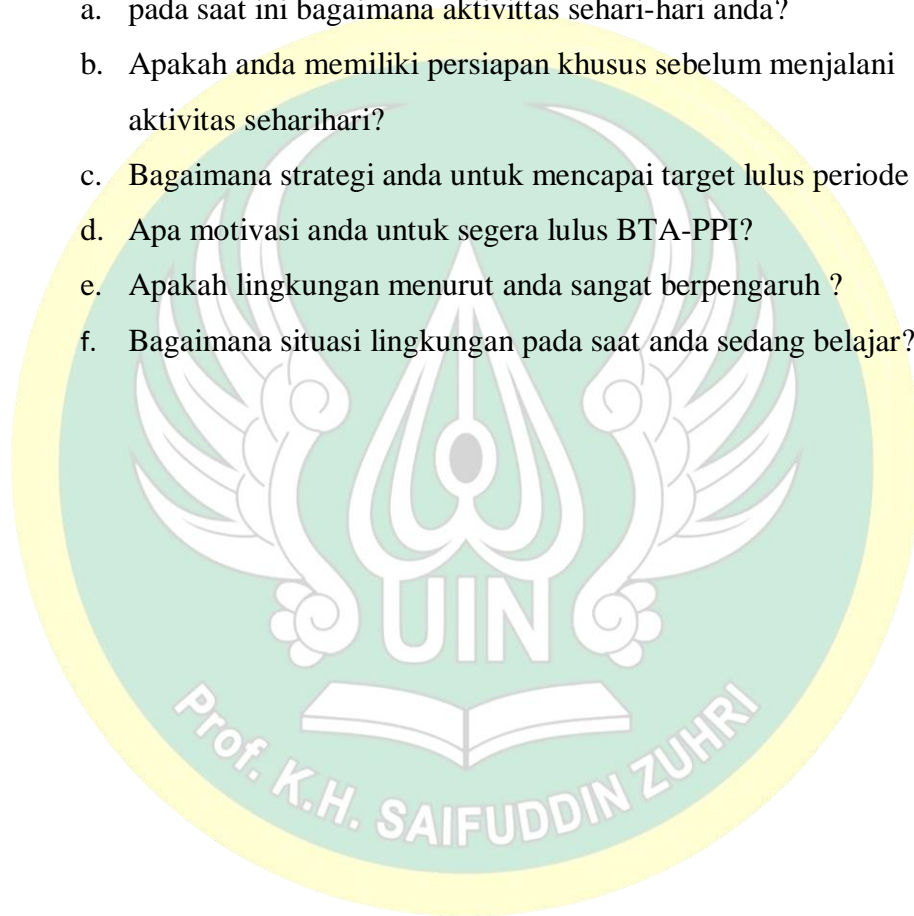 a. pada saat ini bagaimana aktivittas sehari-hari anda?
b. Apakah anda memiliki persiapan khusus sebelum menjalani
aktivitas seharihari?
c. Bagaimana strategi anda untuk mencapai target lulus periode
d. Apa motivasi anda untuk segera lulus BTA-PPI?
e. Apakah lingkungan menurut anda sangat berpengaruh ?
f. Bagaimana situasi lingkungan pada saat anda sedang belajar?
UIN
Prof. K.H. SAIFUDDIN ZUHRI